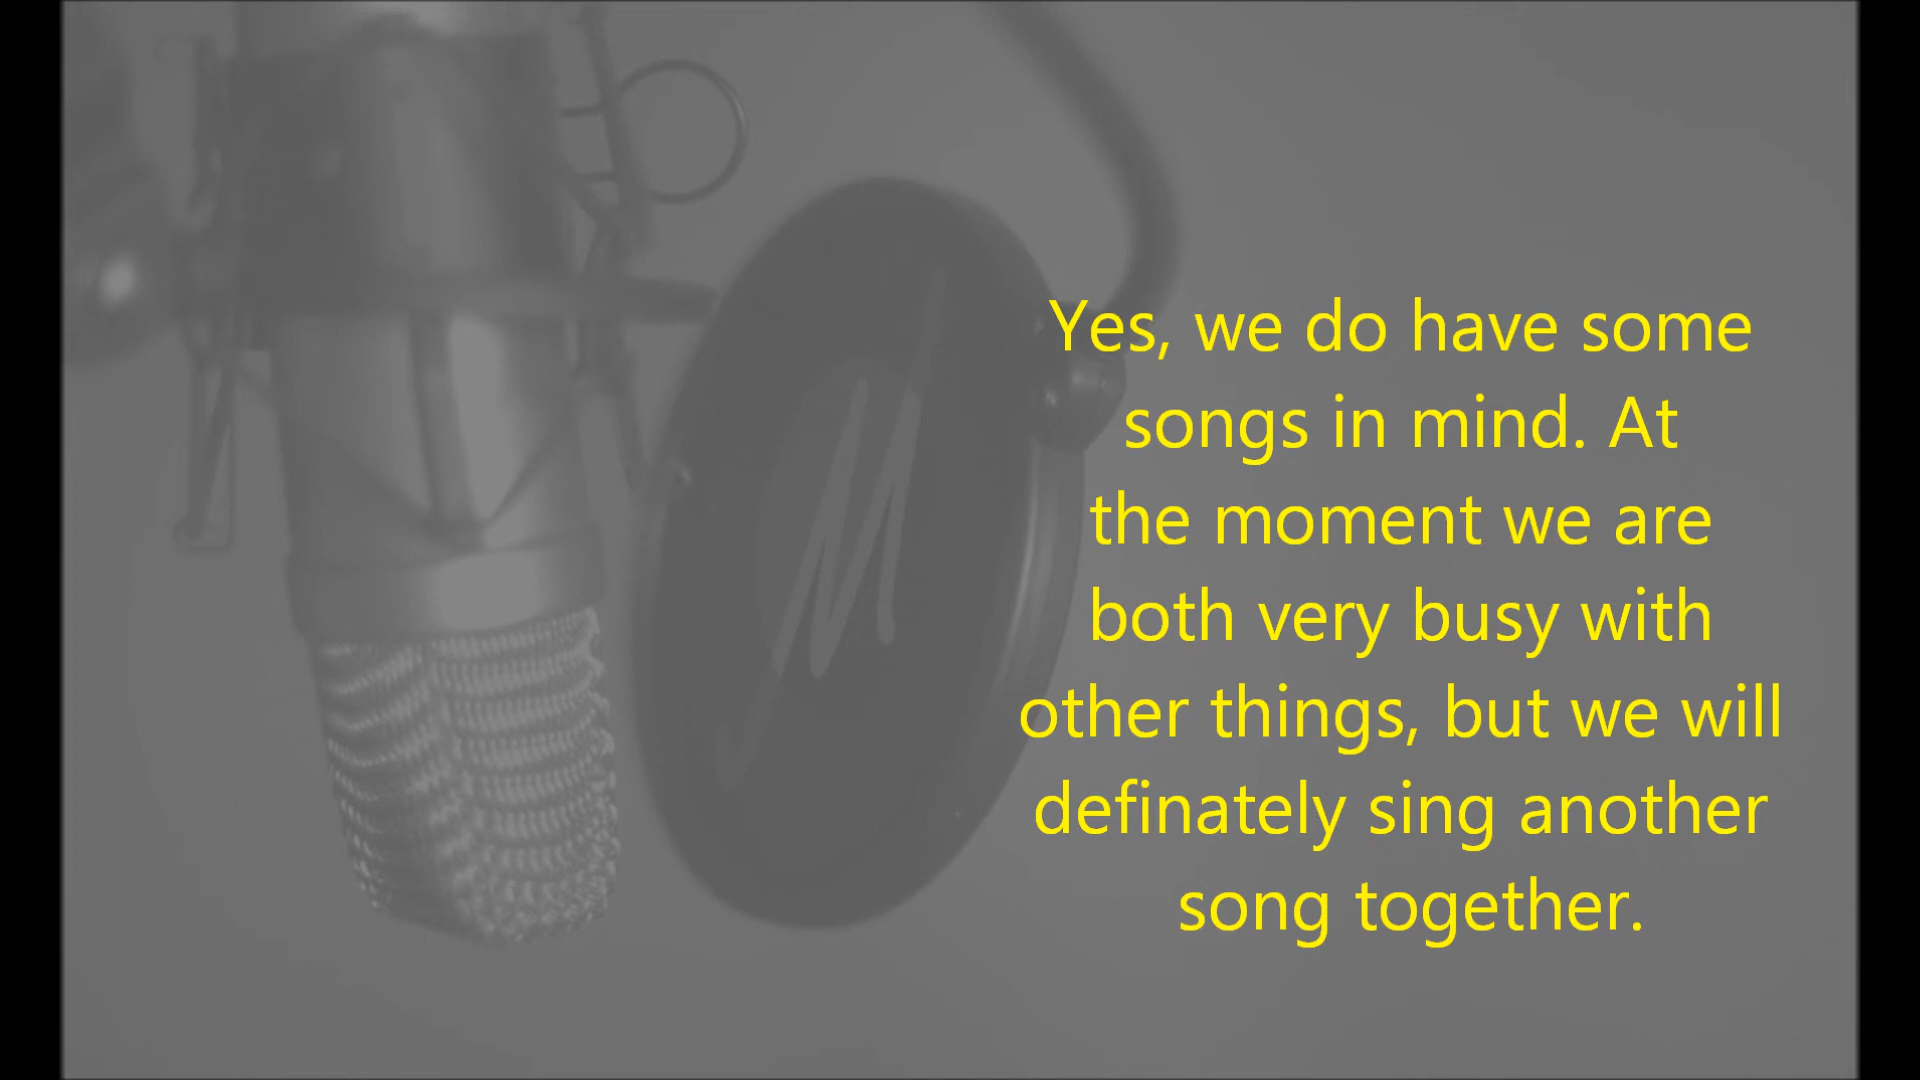 Yes, we do have some
songs in mind. At
the moment we are
both very busy with
other things, but we will
definately sing another
song together.